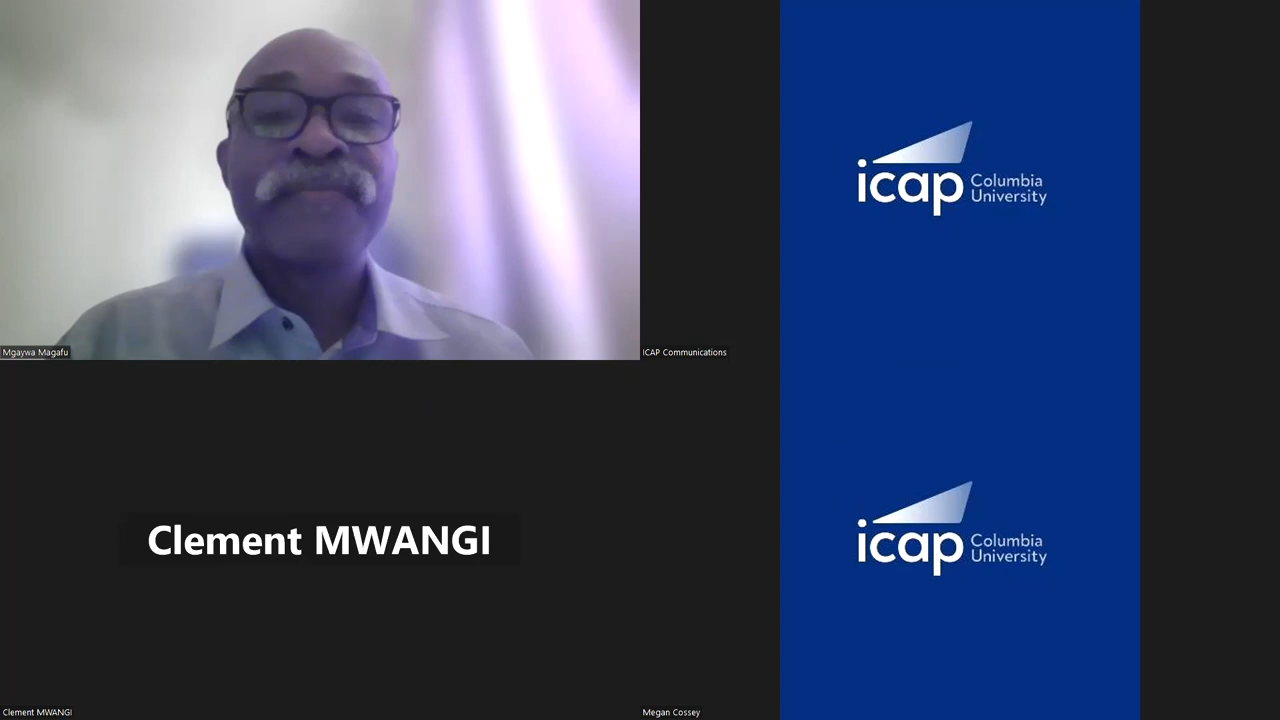 icap Columbia
University
Mgaywa Magafu
ICAP Communications
Clement MWANGI
icap Columbia
University
Clement MWANGI
Megan Cossey